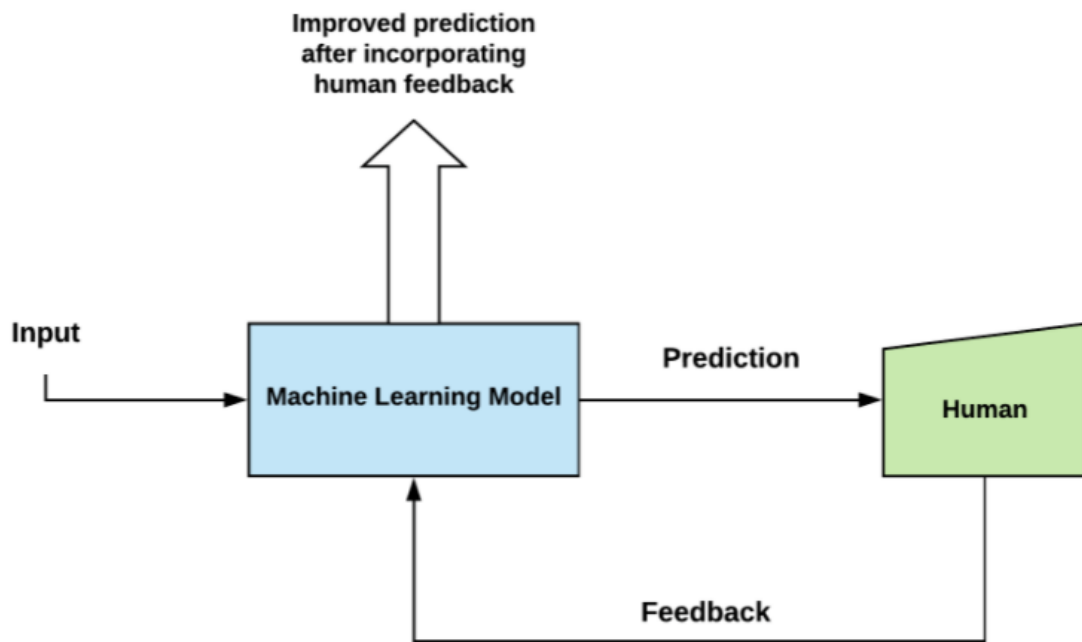 Improved prediction
after incorporating
human feedback
Input
Machine Learning Model
Prediction
Human
Feedback